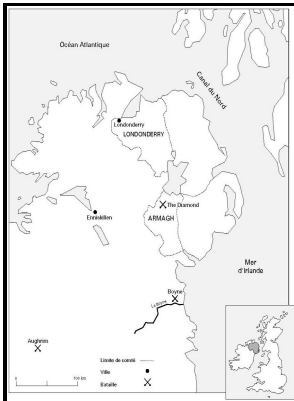 Océan Atlantique
Canal du Nord
Londonderry
LONDONDERRY
The Diamond
Enniskillen
ARMAGH
Mer
d'Irlande
Boyne
La Boyne
Aughrim
Limite de comté
Ville
Bataille
0
100 km